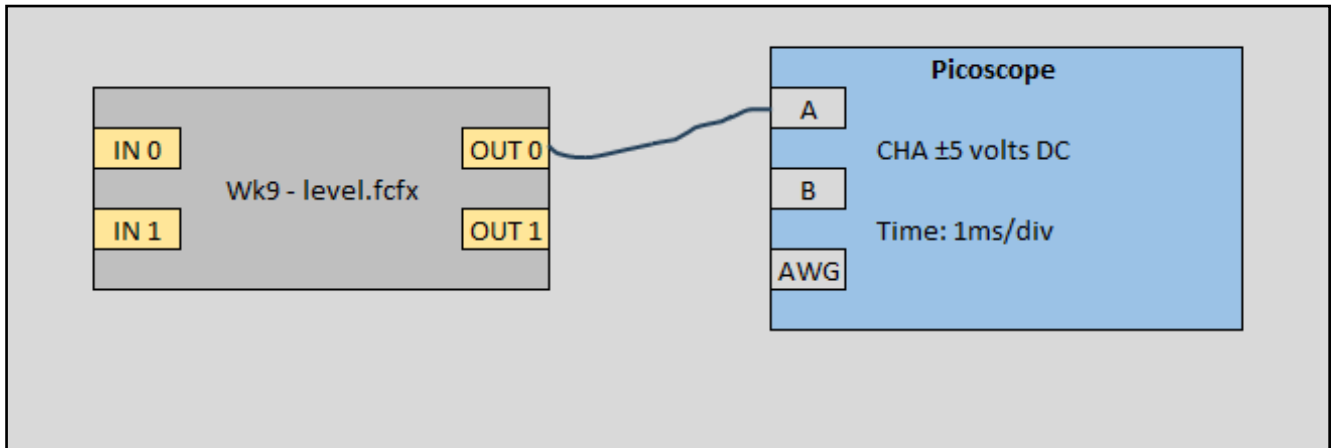 Picoscope
IN 0
OUT 0
A
Wk9 - level.fcfx
CHA ±5 volts DC
B
IN 1
OUT 1
Time: 1ms/div
AWG